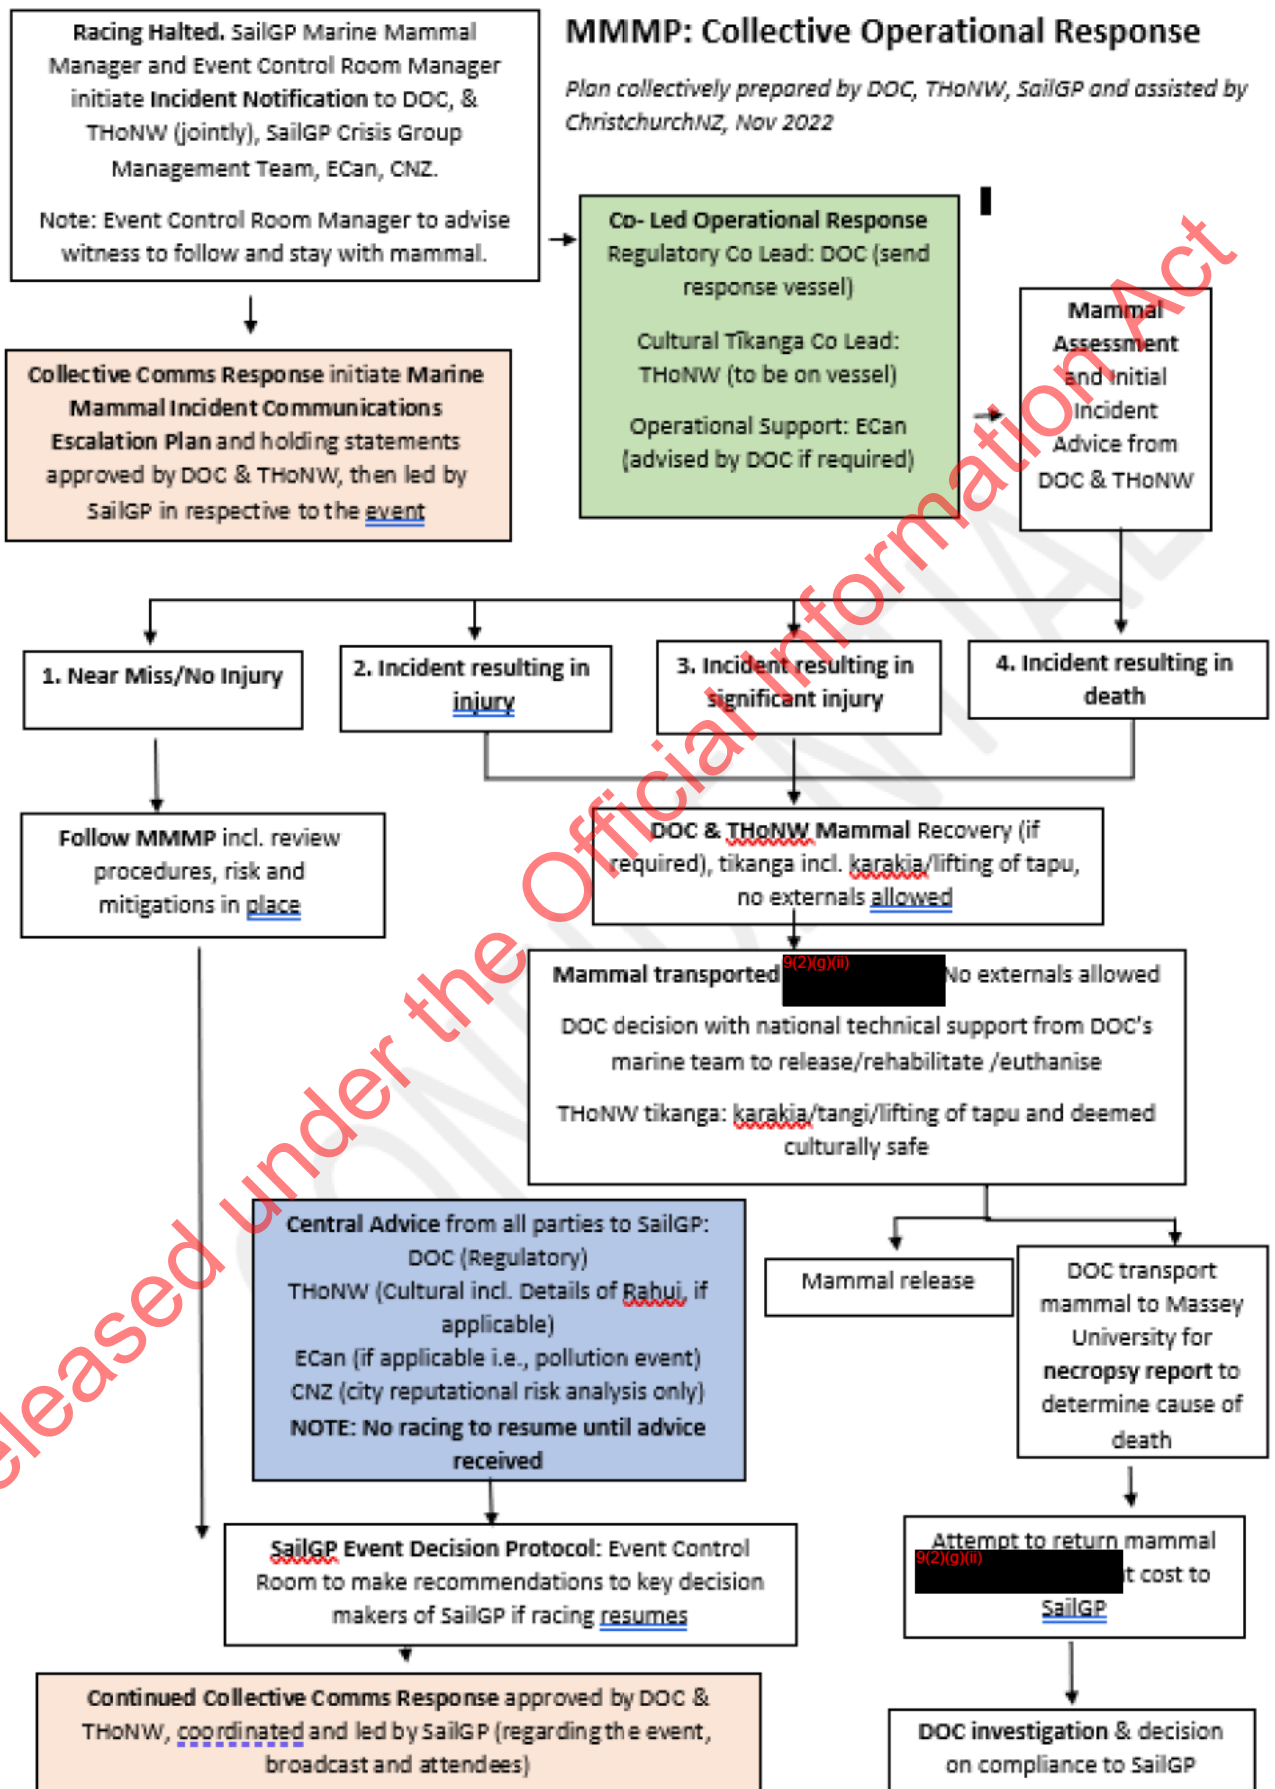 Racing Halted. SailGP Marine Mammal
Manager and Event Control Room Manager
initiate Incident Notification to DOC, &
THoNW (jointly), SailGP Crisis Group
Management Team, ECan, CNZ.
Note: Event Control Room Manager to advise
witness to follow and stay with mammal.
MMMP: Collective Operational Response
Plan collectively prepared by DOC, THoNW, SailGP and assisted by
ChristchurchNZ, Nov 2022
Co- Led Operational Response
Regulatory Co Lead: DOC (send
response vessel)
Cultural Tīkanga Co Lead:
THoNW (to be on vessel)
Operational Support: ECan
(advised by DOC if required)
Mammal
Assessment
and Initial
Incident
Advice from
DOC & THoNW
Collective Comms Response initiate Marine
Mammal Incident Communications
Escalation Plan and holding statements
approved by DOC & THoNW, then led by
SailGP in respective to the event
1. Near Miss/No Injury
2. Incident resulting in
injury
3. Incident resulting in
significant injury
4. Incident resulting in
death
Follow MMMP incl. review
procedures, risk and
mitigations in place
DOC & THoNW Mammal Recovery (if
required), tikanga incl. karakia/lifting of tapu,
no externals allowed
Mammal transported 9(2)(g)(ii) No externals allowed
DOC decision with national technical support from DOC's
marine team to release/rehabilitate /euthanise
THoNW tikanga: karakia/tangi/lifting of tapu and deemed
culturally safe
Central Advice from all parties to SailGP:
DOC (Regulatory)
THoNW (Cultural incl. Details of Rahui, if
applicable)
ECan (if applicable i.e., pollution event)
CNZ (city reputational risk analysis only)
NOTE: No racing to resume until advice
received
Mammal release
DOC transport
mammal to Massey
University for
necropsy report to
determine cause of
death
SailGP Event Decision Protocol: Event Control
Room to make recommendations to key decision
makers of SailGP if racing resumes
Attempt to return mammal
9(2)(g)(ii) t cost to
SailGP
Continued Collective Comms Response approved by DOC &
THoNW, coordinated and led by SailGP (regarding the event,
broadcast and attendees)
DOC investigation & decision
on compliance to SailGP
eleased under the Official Information Act